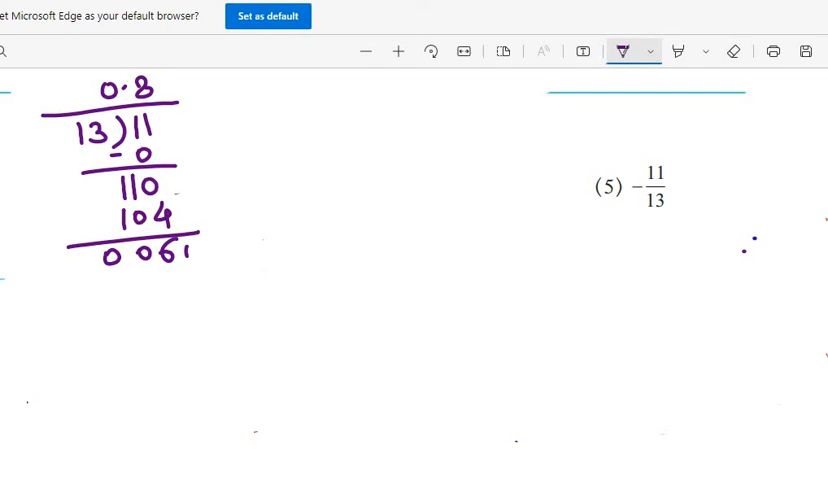 et Microsoft Edge as your default browser?
Set as default
0.8
13)11
- 0
110
104
0061
(5) - 11/13